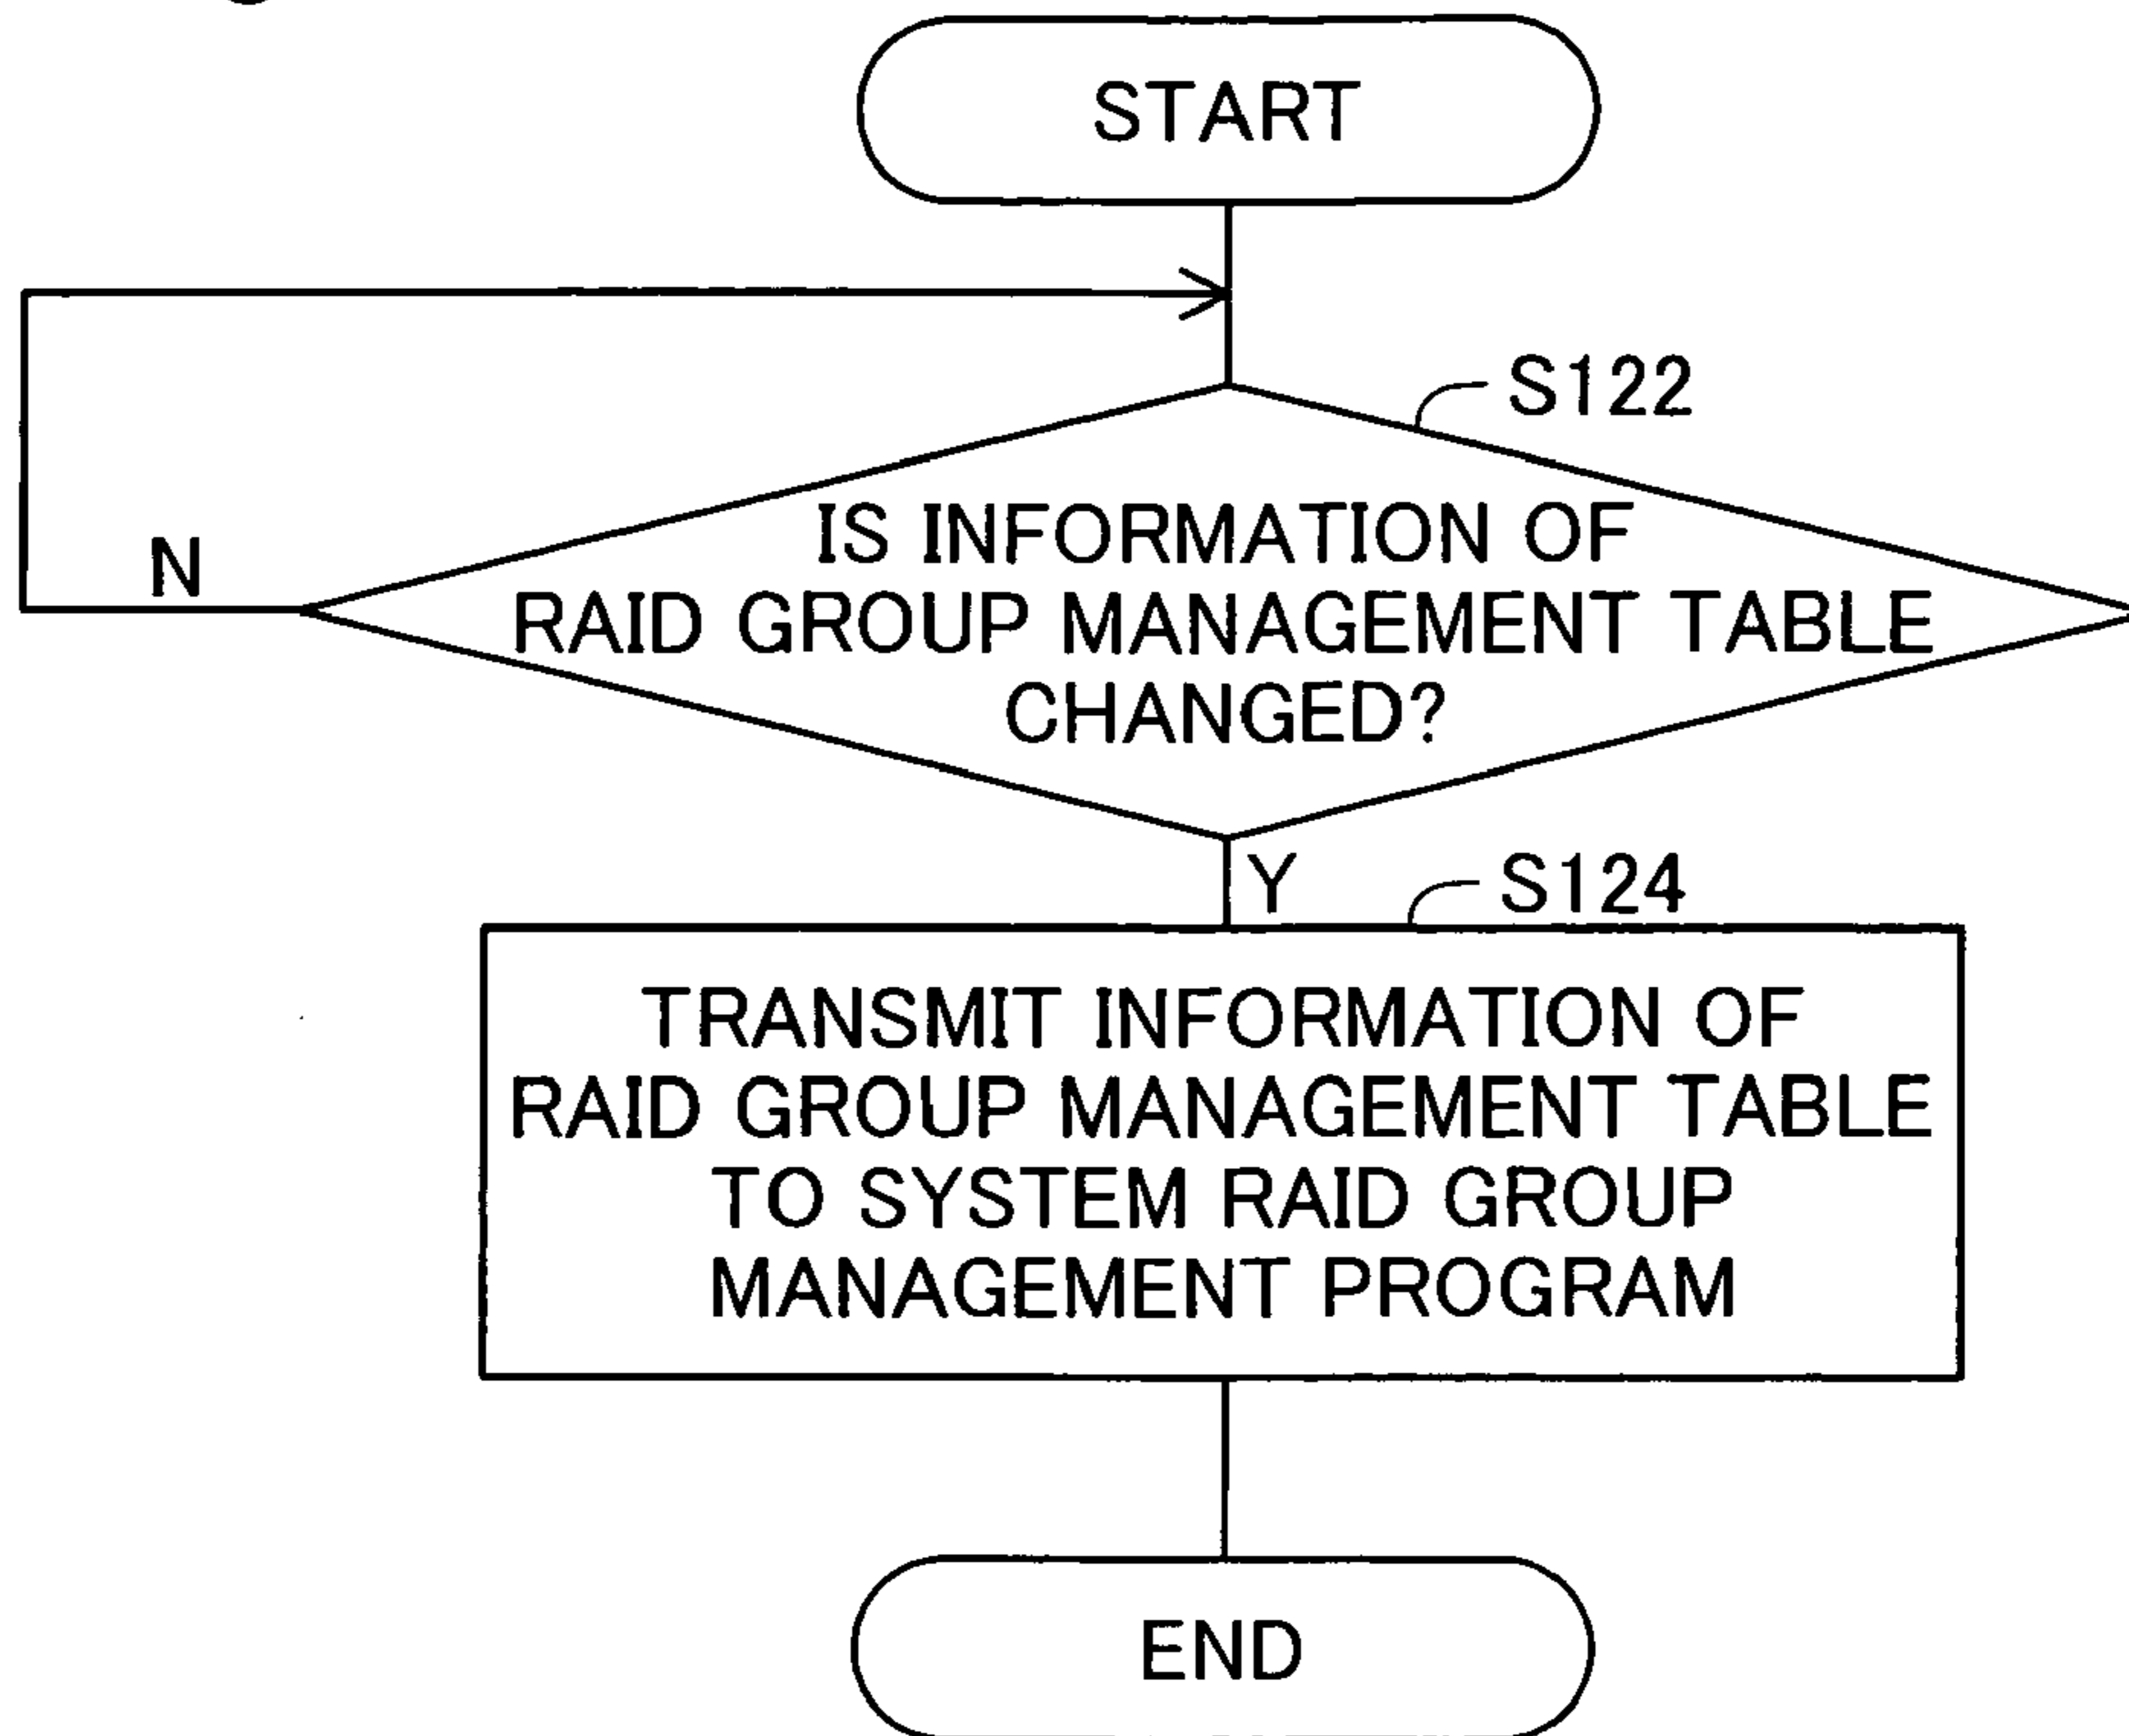 START
S122
IS INFORMATION OF
RAID GROUP MANAGEMENT TABLE
CHANGED?
N
Y
S124
TRANSMIT INFORMATION OF
RAID GROUP MANAGEMENT TABLE
TO SYSTEM RAID GROUP
MANAGEMENT PROGRAM
END